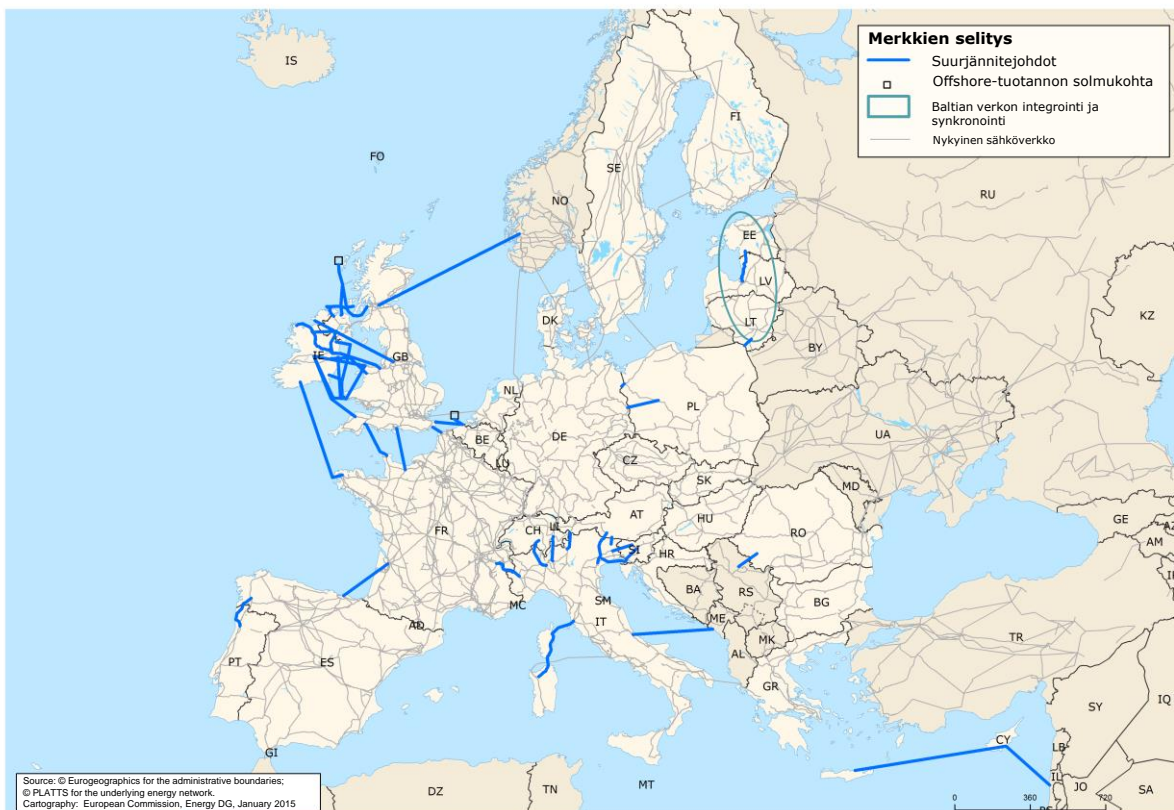 Merkkien selitys
Suurjännitejohdot
Offshore-tuotannon solmukohta
Baltian verkon integrointi ja
synkronointi
Nykyinen sähköverkko
IS
FI
FO
SE
RU
NO
EE
KZ
LV
DK
LT
BY
IE
GB
NL
PL
BE
DE
UA
LU
CZ
SK
MD
AT
FR
CH
LI
HU
RO
SI
HR
GE
AZ
AM
BA
RS
MC
SM
IT
BG
ME
AD
MK
TR
PT
ES
AL
GR
SY
IQ
GI
CY
LB
IL
JO
SA
DZ
TN
MT
0 360 720
Source: © Eurogeographics for the administrative boundaries;
© PLATTS for the underlying energy network.
Cartography: European Commission, Energy DG, January 2015